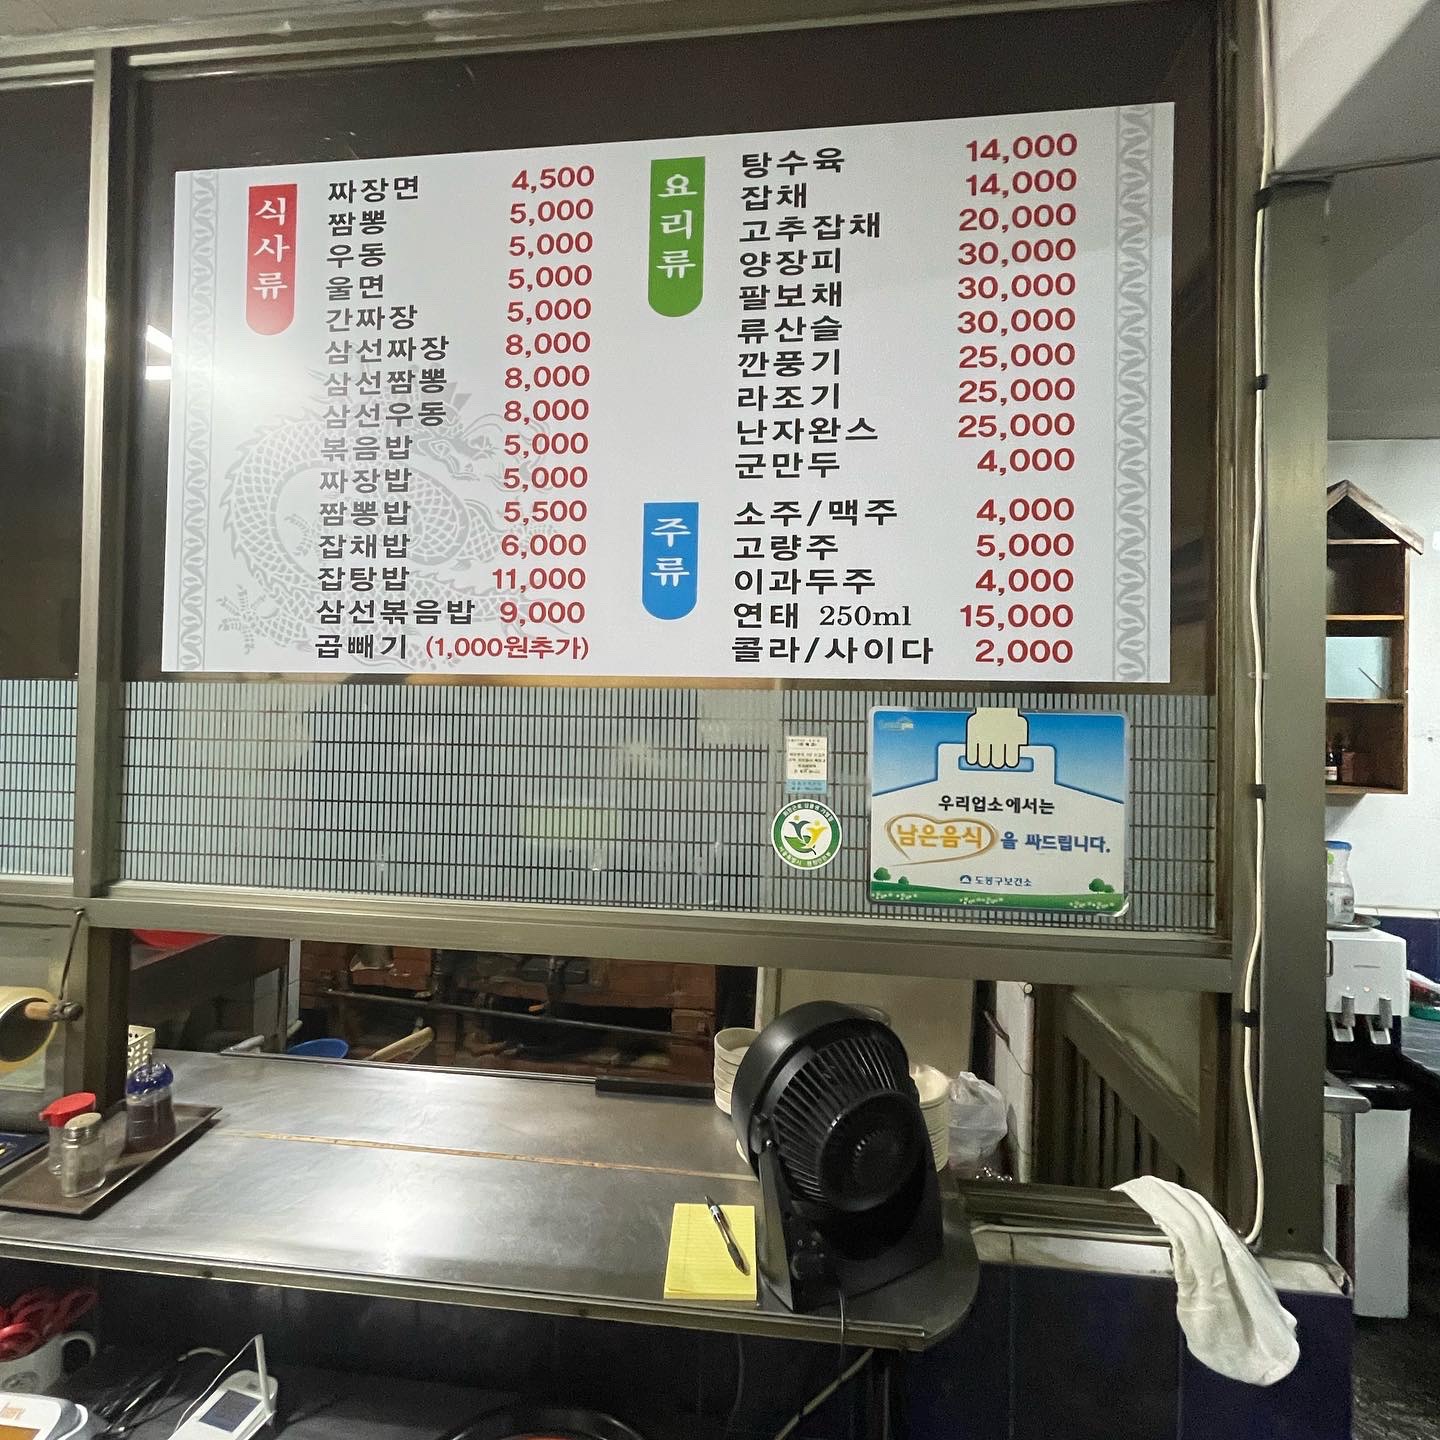 식사류
짜장면 4,500
짬뽕 5,000
우동 5,000
울면 5,000
간짜장 5,000
삼선짜장 8,000
삼선짬뽕 8,000
삼선우동 8,000
볶음밥 5,000
짜장밥 5,000
짬뽕밥 5,500
잡채밥 6,000
잡탕밥 11,000
삼선볶음밥 9,000
곱빼기 (1,000원추가)
요리류
탕수육 14,000
잡채 14,000
고추잡채 20,000
양장피 30,000
팔보채 30,000
류산슬 30,000
깐풍기 25,000
라조기 25,000
난자완스 25,000
군만두 4,000
주류
소주/맥주 4,000
고량주 5,000
이과두주 4,000
연태 250ml 15,000
콜라/사이다 2,000
우리업소에서는
남은음식을 싸드립니다.
도봉구보건소